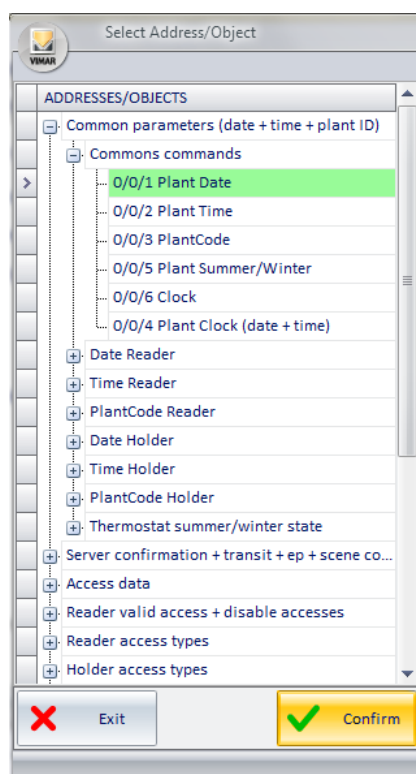 Select Address/Object
VIMAR
ADDRESSES/OBJECTS
Common parameters (date + time + plant ID)
Commons commands
0/0/1 Plant Date
0/0/2 Plant Time
0/0/3 PlantCode
0/0/5 Plant Summer/Winter
0/0/6 Clock
0/0/4 Plant Clock (date + time)
Date Reader
Time Reader
PlantCode Reader
Date Holder
Time Holder
PlantCode Holder
Thermostat summer/winter state
Server confirmation + transit + ep + scene co...
Access data
Reader valid access + disable accesses
Reader access types
Holder access types
Exit
Confirm